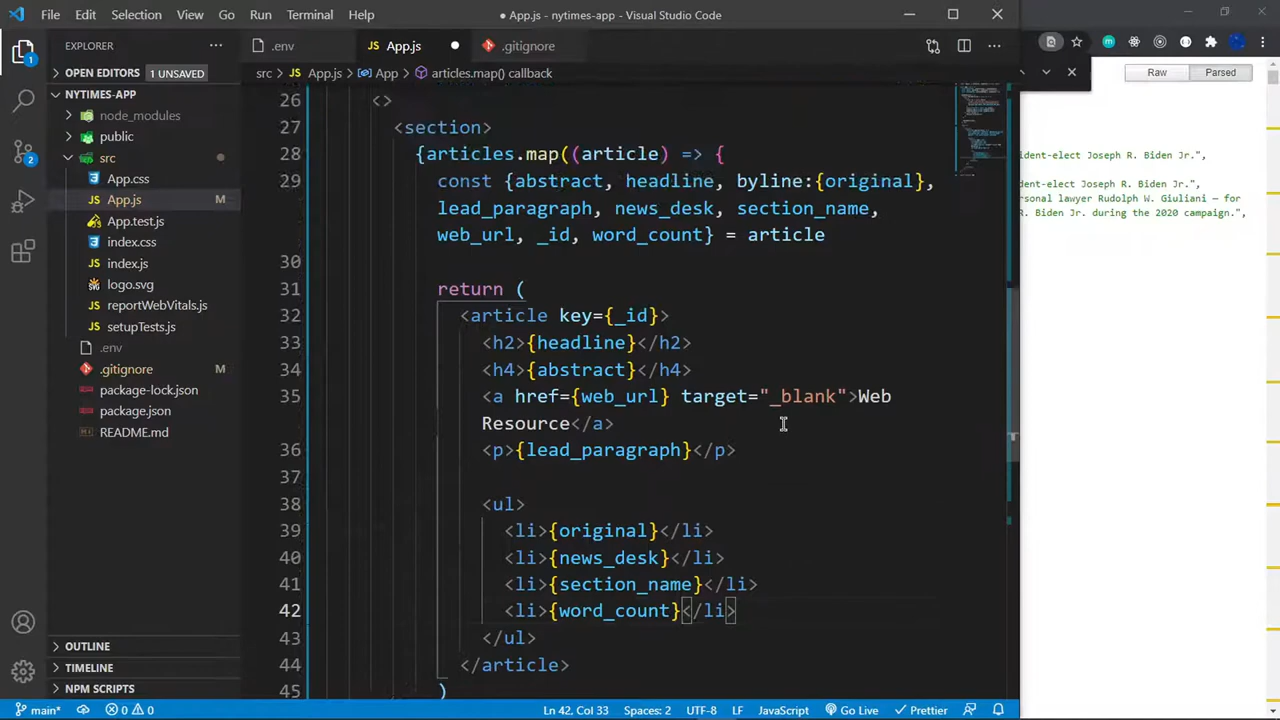 File Edit Selection View Go Run Terminal Help
● App.js - nytimes-app - Visual Studio Code
EXPLORER
OPEN EDITORS 1 UNSAVED
NYTIMES-APP
node_modules
public
src
App.css
App.js M
App.test.js
index.css
index.js
logo.svg
reportWebVitals.js
setupTests.js
.env
.gitignore M
package-lock.json
package.json
README.md
OUTLINE
TIMELINE
NPM SCRIPTS
1
2
.env
JS App.js ●
.gitignore
src > JS App.js > App > articles.map() callback
26 <>
27 <section>
28 {articles.map((article) => {
29 const {abstract, headline, byline:{original},
lead_paragraph, news_desk, section_name,
web_url, _id, word_count} = article
30
31 return (
32 <article key={_id}>
33 <h2>{headline}</h2>
34 <h4>{abstract}</h4>
35 <a href={web_url} target="_blank">Web
Resource</a>
36 <p>{lead_paragraph}</p>
37
38 <ul>
39 <li>{original}</li>
40 <li>{news_desk}</li>
41 <li>{section_name}</li>
42 <li>{word_count}</li>
43 </ul>
44 </article>
45 )
Raw Parsed
ident-elect Joseph R. Biden Jr.",
ident-elect Joseph R. Biden Jr.",
personal lawyer Rudolph W. Giuliani — for
R. Biden Jr. during the 2020 campaign.",
main* 0 0 Ln 42, Col 33 Spaces: 2 UTF-8 LF JavaScript Go Live Prettier